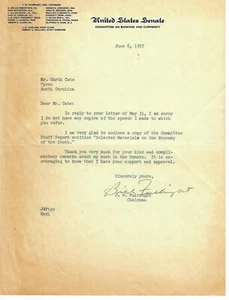 United States Senate
COMMITTEE ON BANKING AND CURRENCY
June 6, 1957
Mr. Garth Cate
Tryon
North Carolina
Dear Mr. Cate:
In reply to your letter of May 31, I am sorry
I do not have any copies of the speech I made to which
you refer.
I am very glad to enclose a copy of the Committee
Staff Report entitled "Selected Materials on the Economy
of the South."
Thank you very much for your kind and compli-
mentary remarks about my work in the Senate. It is en-
couraging to know that I have your support and approval.
Sincerely yours,
J. W. Fulbright
Chairman
Encl